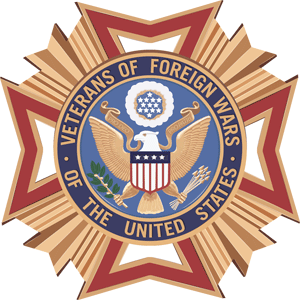 · VETERANS OF FOREIGN WARS ·
OF THE UNITED STATES